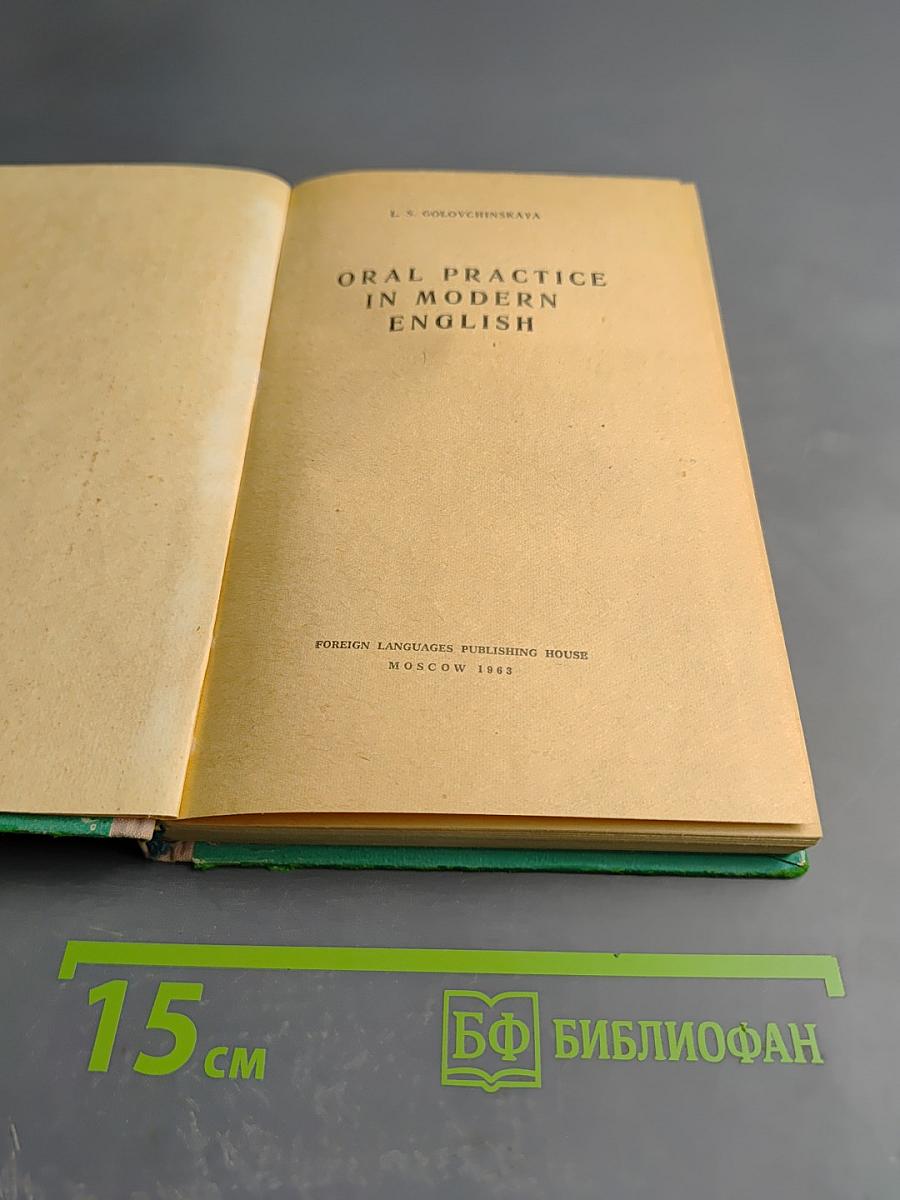 L. S. GOLOVCHINSKAYA
ORAL PRACTICE
IN MODERN
ENGLISH
FOREIGN LANGUAGES PUBLISHING HOUSE
MOSCOW 1963
15 см
БФ БИБЛИОФАН